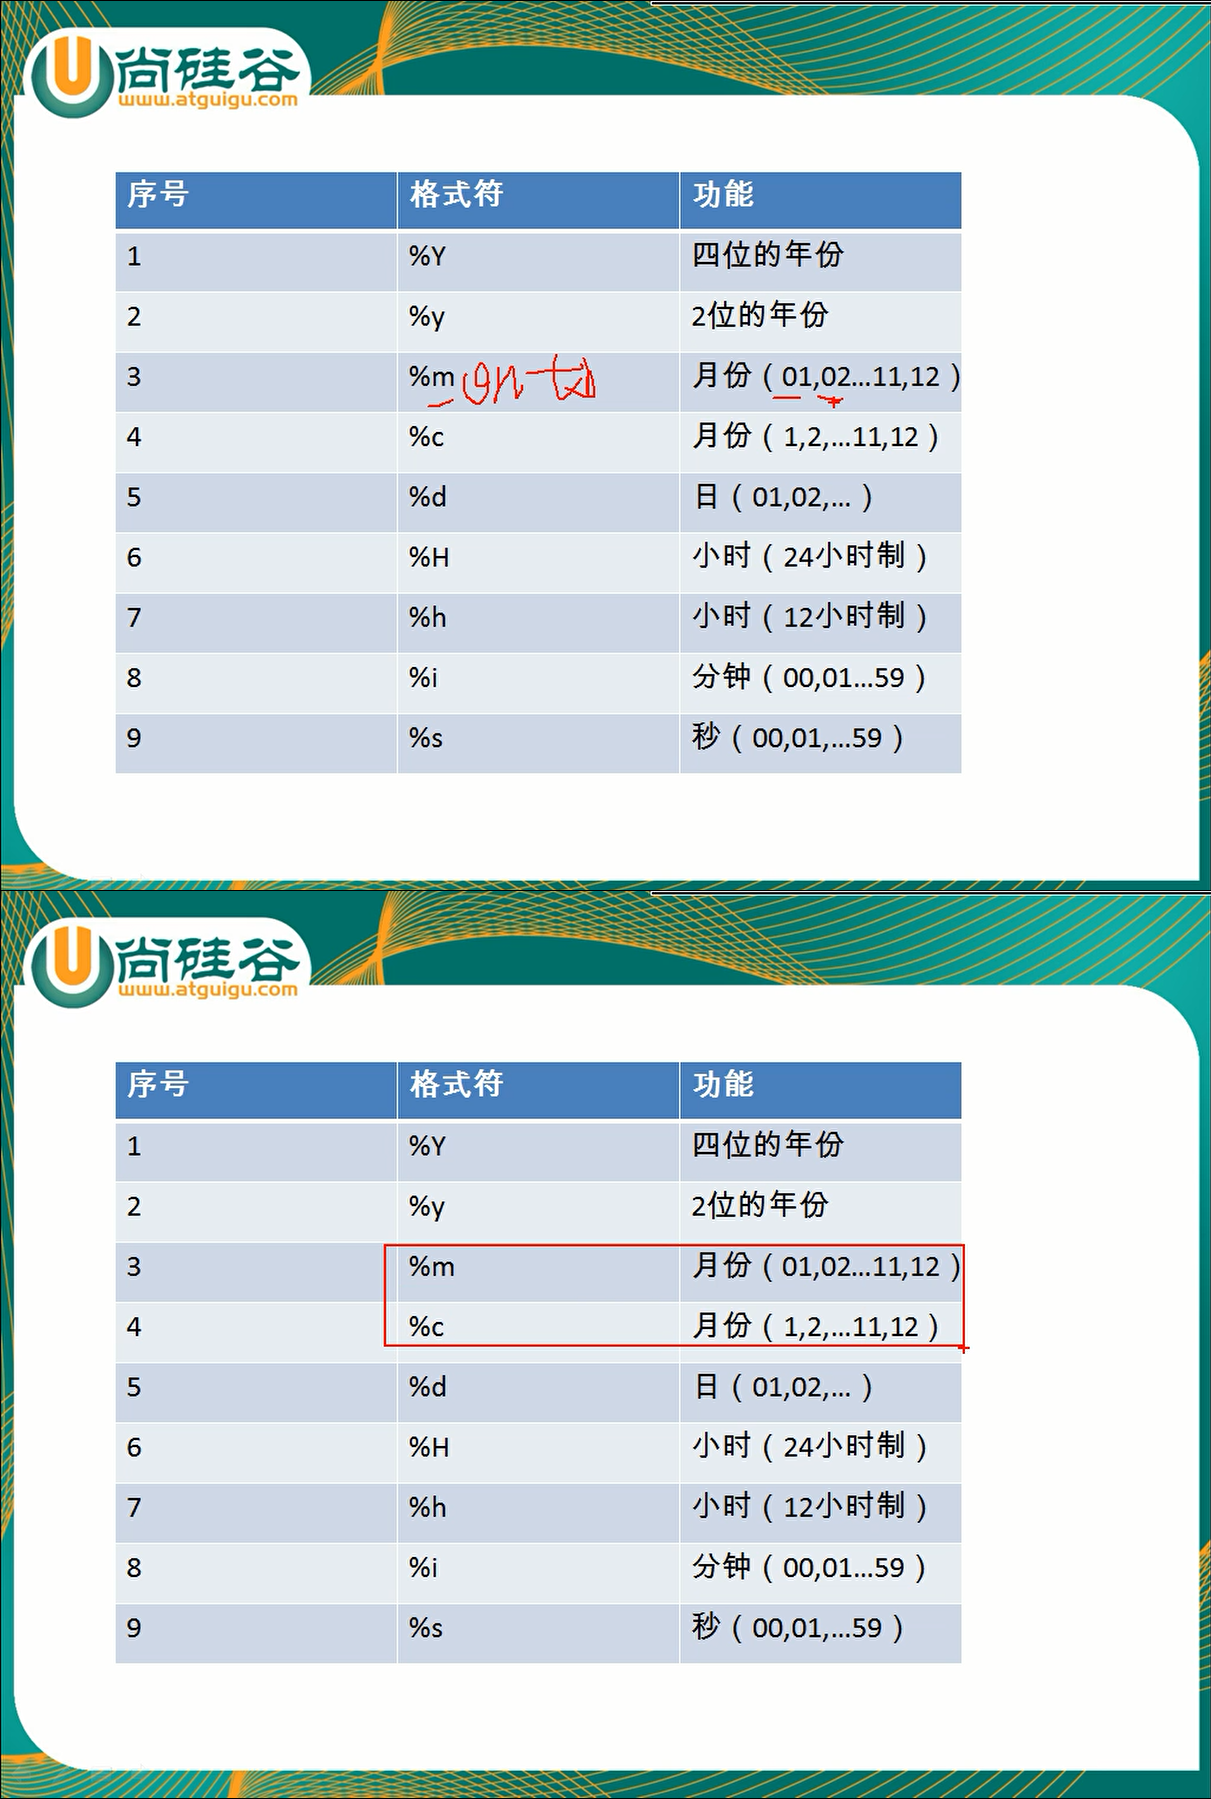 尚硅谷
www.atguigu.com
序号 格式符 功能
1 %Y 四位的年份
2 %y 2位的年份
3 %m 月份（01,02...11,12）
4 %c 月份（1,2,...11,12）
5 %d 日（01,02,...）
6 %H 小时（24小时制）
7 %h 小时（12小时制）
8 %i 分钟（00,01...59）
9 %s 秒（00,01,...59）
尚硅谷
www.atguigu.com
序号 格式符 功能
1 %Y 四位的年份
2 %y 2位的年份
3 %m 月份（01,02...11,12）
4 %c 月份（1,2,...11,12）
5 %d 日（01,02,...）
6 %H 小时（24小时制）
7 %h 小时（12小时制）
8 %i 分钟（00,01...59）
9 %s 秒（00,01,...59）